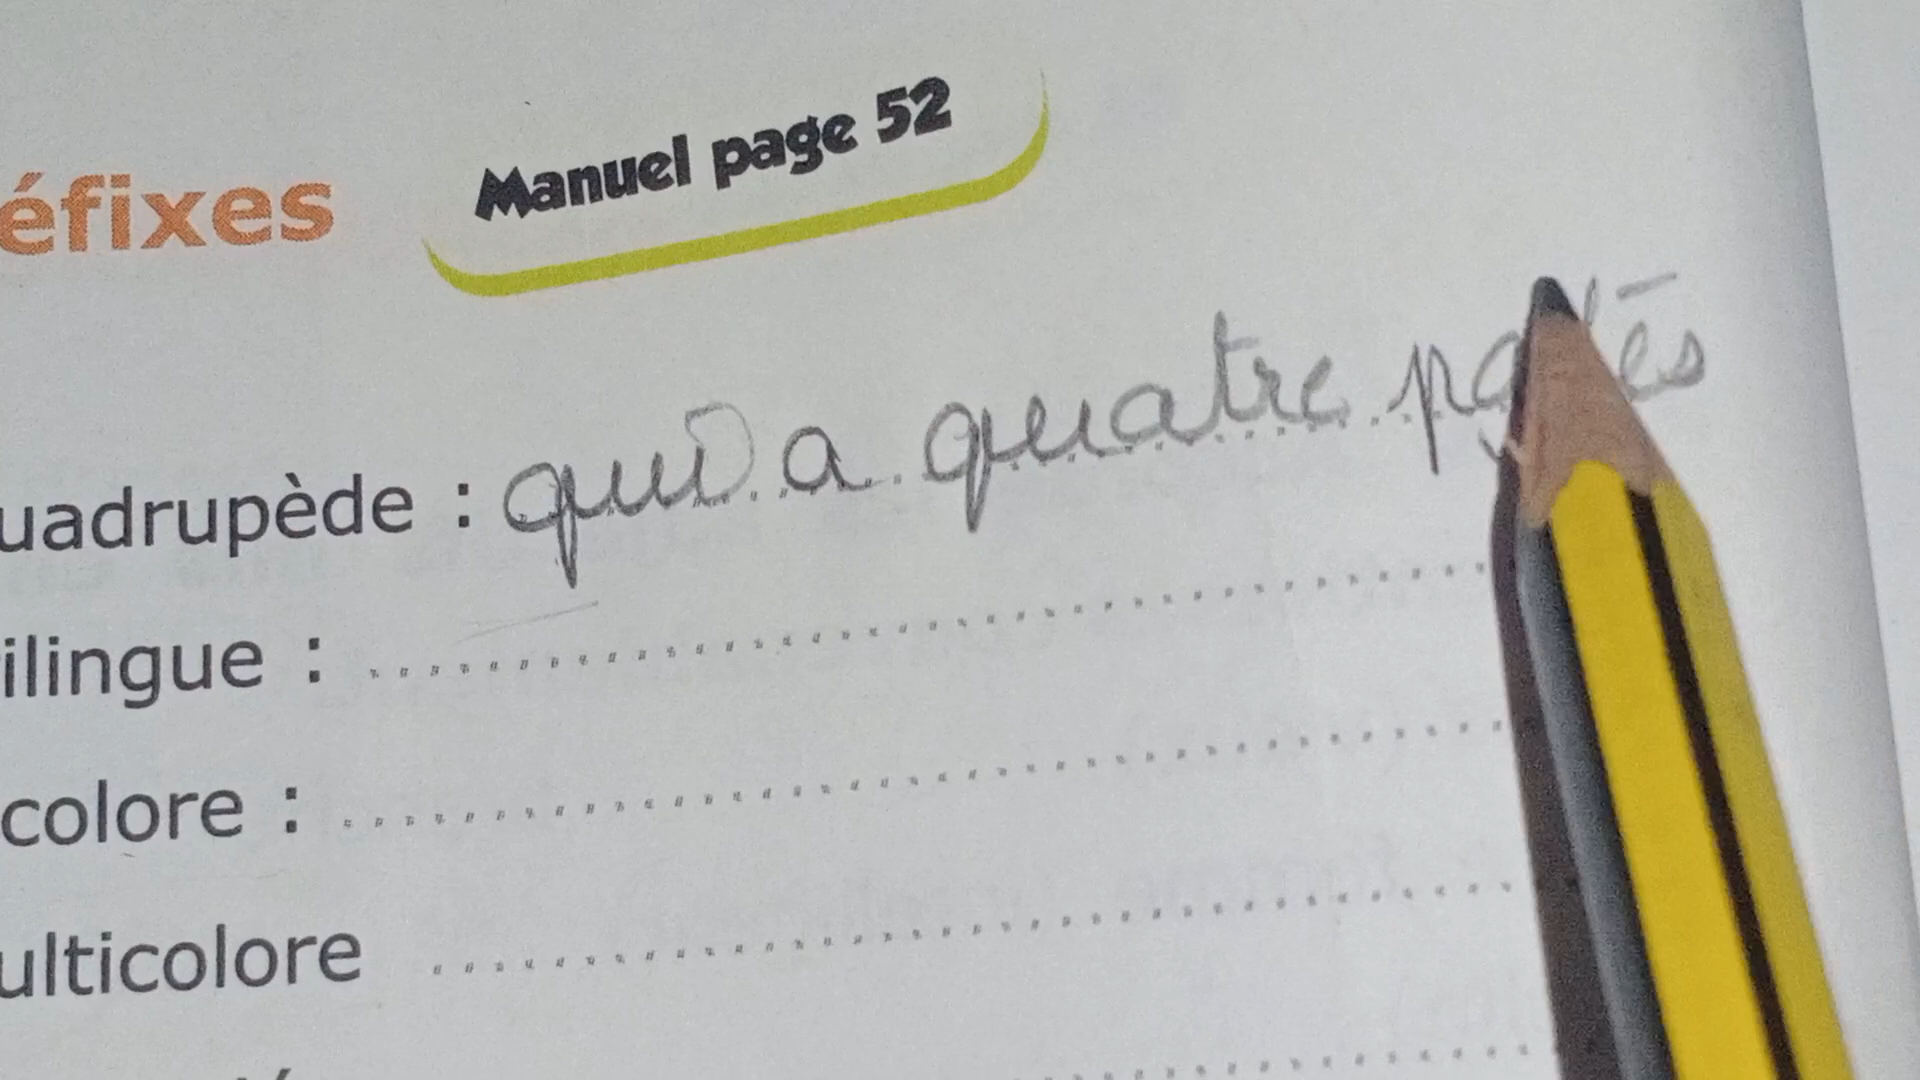 éfixes
Manuel page 52
uadrupède : qui a quatre
ilingue :
colore :
ulticolore